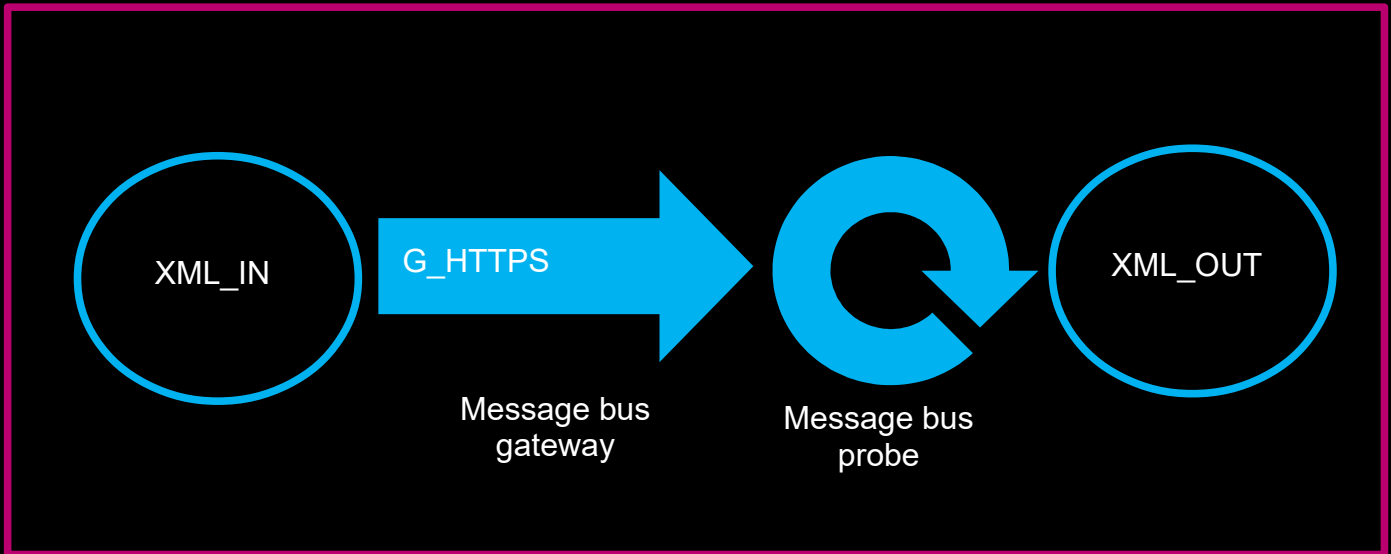 XML_IN
G_HTTPS
XML_OUT
Message bus
gateway
Message bus
probe